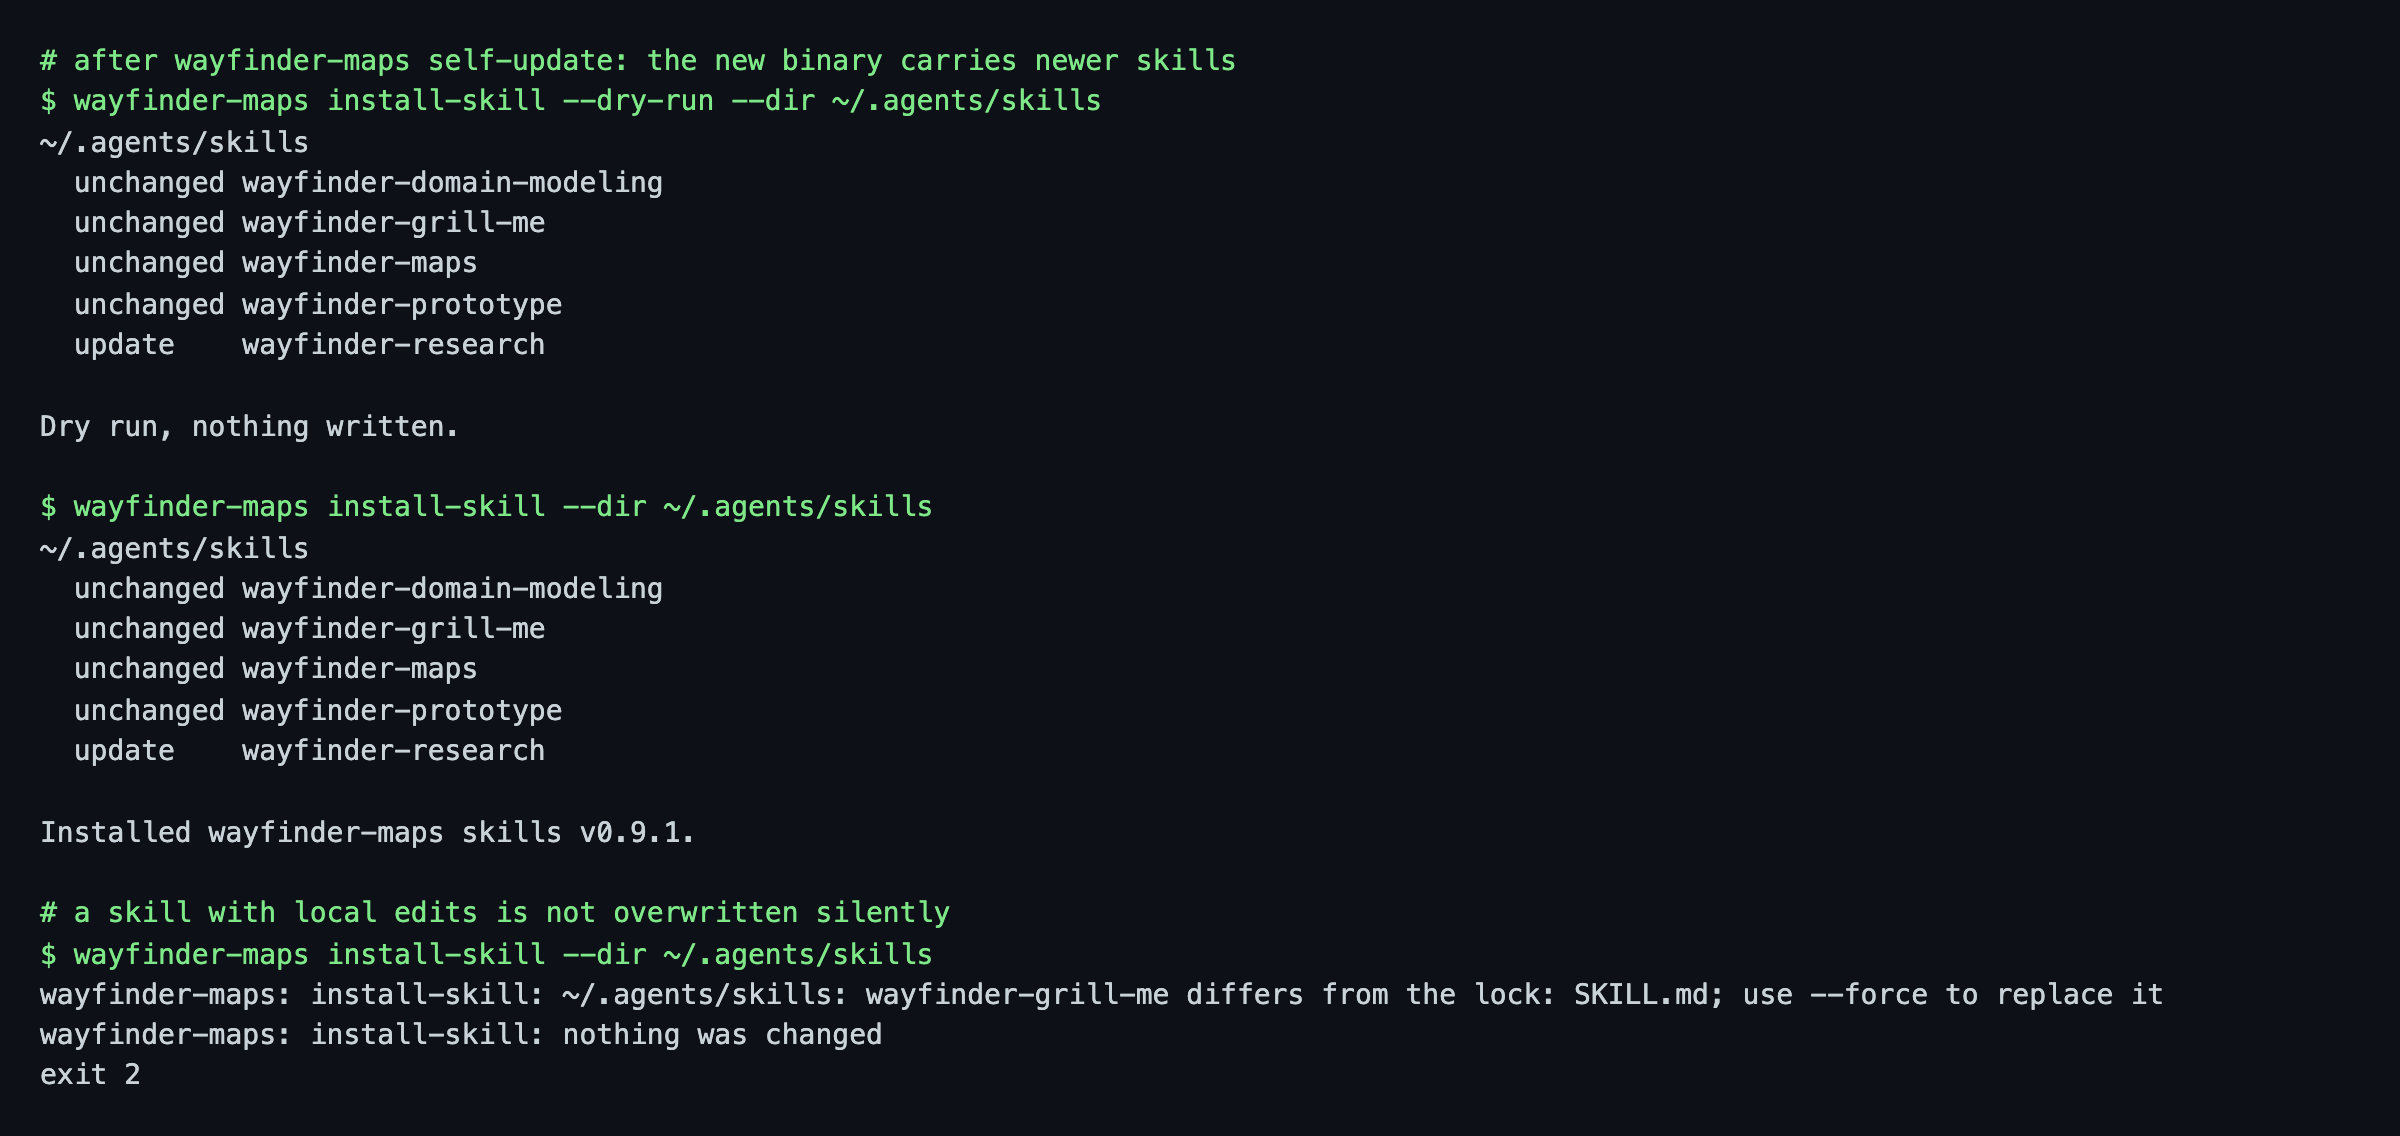 # after wayfinder-maps self-update: the new binary carries newer skills
$ wayfinder-maps install-skill --dry-run --dir ~/.agents/skills
~/.agents/skills
  unchanged wayfinder-domain-modeling
  unchanged wayfinder-grill-me
  unchanged wayfinder-maps
  unchanged wayfinder-prototype
  update    wayfinder-research

Dry run, nothing written.

$ wayfinder-maps install-skill --dir ~/.agents/skills
~/.agents/skills
  unchanged wayfinder-domain-modeling
  unchanged wayfinder-grill-me
  unchanged wayfinder-maps
  unchanged wayfinder-prototype
  update    wayfinder-research

Installed wayfinder-maps skills v0.9.1.

# a skill with local edits is not overwritten silently
$ wayfinder-maps install-skill --dir ~/.agents/skills
wayfinder-maps: install-skill: ~/.agents/skills: wayfinder-grill-me differs from the lock: SKILL.md; use --force to replace it
wayfinder-maps: install-skill: nothing was changed
exit 2